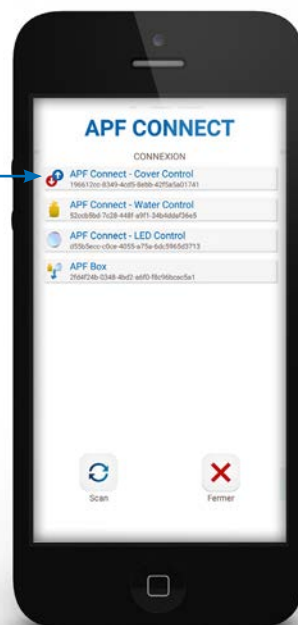 APF CONNECT
CONNEXION
APF Connect - Cover Control
APF Connect - Water Control
APF Connect - LED Control
APF Box
Scan
Fermer